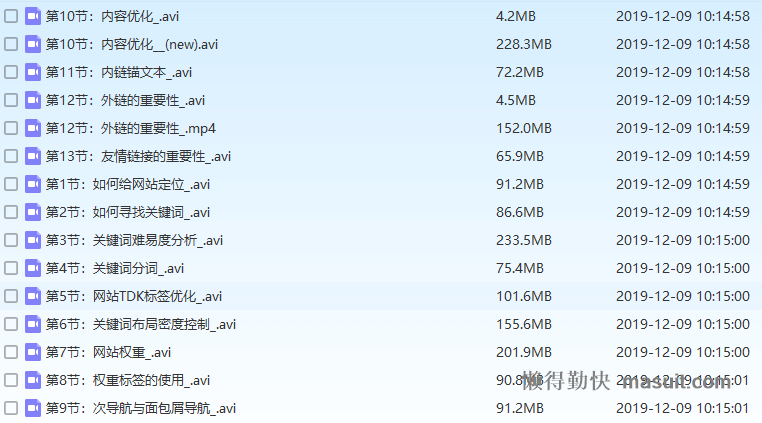 第10节：内容优化_.avi 4.2MB 2019-12-09 10:14:58
第10节：内容优化__(new).avi 228.3MB 2019-12-09 10:14:58
第11节：内链锚文本_.avi 72.2MB 2019-12-09 10:14:58
第12节：外链的重要性_.avi 4.5MB 2019-12-09 10:14:59
第12节：外链的重要性_.mp4 152.0MB 2019-12-09 10:14:59
第13节：友情链接的重要性_.avi 65.9MB 2019-12-09 10:14:59
第1节：如何给网站定位_.avi 91.2MB 2019-12-09 10:14:59
第2节：如何寻找关键词_.avi 86.6MB 2019-12-09 10:14:59
第3节：关键词难易度分析_.avi 233.5MB 2019-12-09 10:15:00
第4节：关键词分词_.avi 75.4MB 2019-12-09 10:15:00
第5节：网站TDK标签优化_.avi 101.6MB 2019-12-09 10:15:00
第6节：关键词布局密度控制_.avi 155.6MB 2019-12-09 10:15:00
第7节：网站权重_.avi 201.9MB 2019-12-09 10:15:00
第8节：权重标签的使用_.avi 90.8MB 2019-12-09 10:15:01
懒得勤快 masuit.com
第9节：次导航与面包屑导航_.avi 91.2MB 2019-12-09 10:15:01